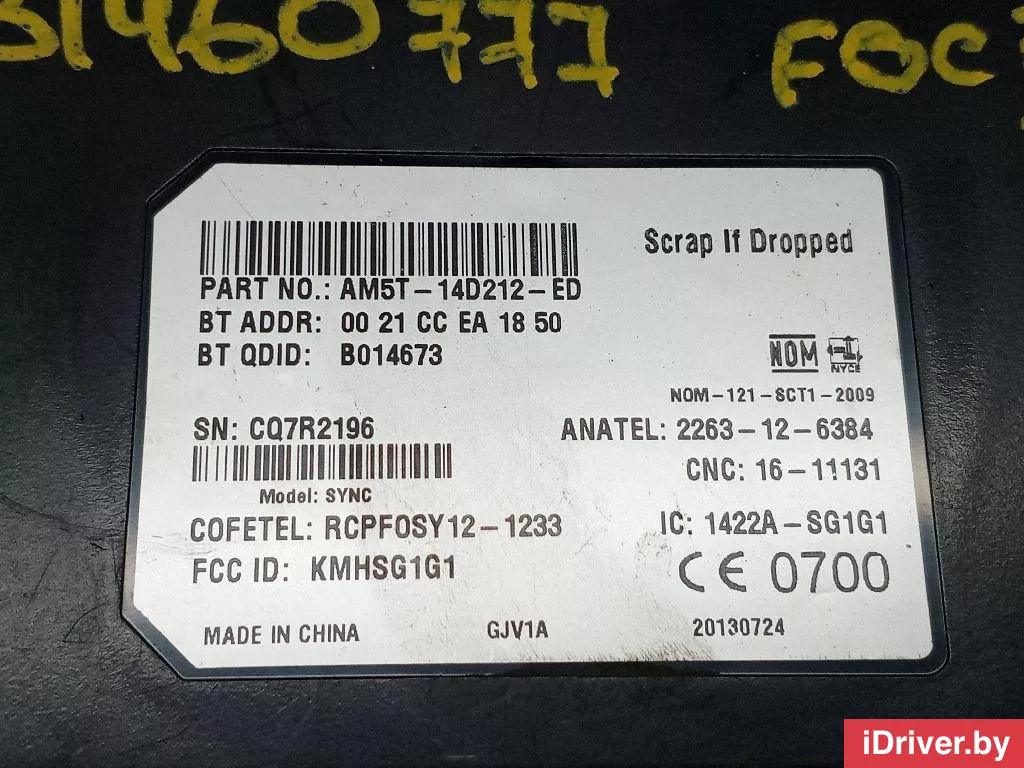 31460777 FOC
Scrap If Dropped
PART NO.: AM5T-14D212-ED
BT ADDR: 00 21 CC EA 18 50
BT QDID: B014673
NOM NYCE
NOM-121-SCT1-2009
SN: CQ7R2196
ANATEL: 2263-12-6384
CNC: 16-11131
Model: SYNC
COFETEL: RCPFOSY12-1233
IC: 1422A-SG1G1
FCC ID: KMHSG1G1
CE 0700
MADE IN CHINA GJV1A 20130724
iDriver.by